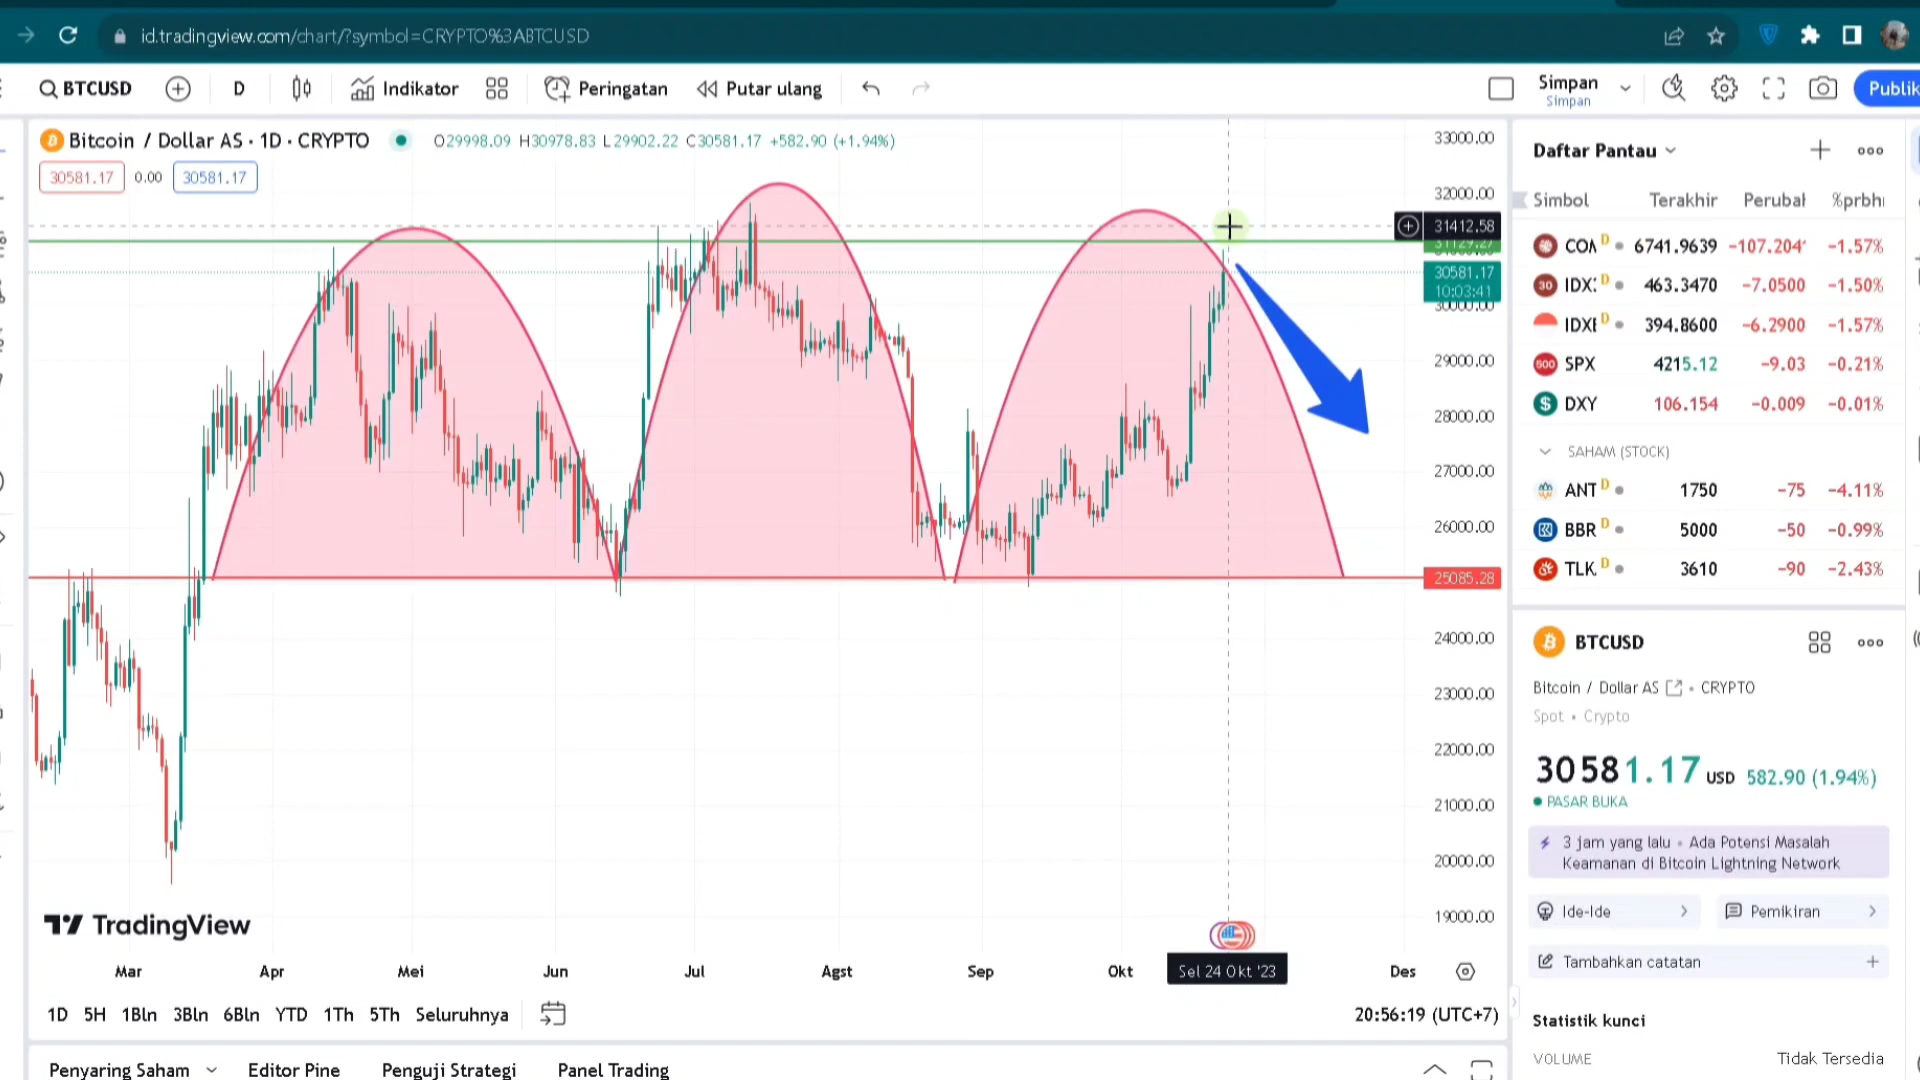 id.tradingview.com/chart/?symbol=CRYPTO%3ABTCUSD
BTCUSD D Indikator Peringatan Putar ulang Simpan Simpan Publik
Bitcoin / Dollar AS · 1D · CRYPTO O29998.09 H30978.83 L29902.22 C30581.17 +582.90 (+1.94%)
30581.17 0.00 30581.17
33000.00
32000.00
31412.58
31129.27
30581.17
10:03:41
30000.00
29000.00
28000.00
27000.00
26000.00
25085.28
24000.00
23000.00
22000.00
21000.00
20000.00
19000.00
TradingView
Mar Apr Mei Jun Jul Agst Sep Okt Sel 24 Okt '23 Des
1D 5H 1Bln 3Bln 6Bln YTD 1Th 5Th Seluruhnya 20:56:19 (UTC+7)
Penyaring Saham Editor Pine Penguji Strategi Panel Trading
Daftar Pantau
Simbol Terakhir Perubal %prbhi
D 6741.9639 -107.204 -1.57%
30 IDX: D 463.3470 -7.0500 -1.50%
D 394.8600 -6.2900 -1.57%
500 SPX 4215.12 -9.03 -0.21%
$ DXY 106.154 -0.009 -0.01%
SAHAM (STOCK)
ANT D 1750 -75 -4.11%
BBR D 5000 -50 -0.99%
TLK D 3610 -90 -2.43%
BTCUSD
Bitcoin / Dollar AS • CRYPTO
Spot • Crypto
30581.17 USD 582.90 (1.94%)
PASAR BUKA
3 jam yang lalu • Ada Potensi Masalah
Keamanan di Bitcoin Lightning Network
Ide-Ide Pemikiran
Tambahkan catatan
Statistik kunci
VOLUME Tidak Tersedia